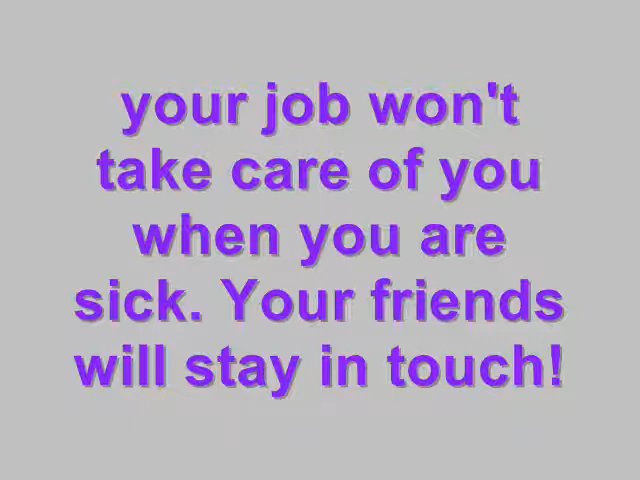 your job won't
take care of you
when you are
sick. Your friends
will stay in touch!